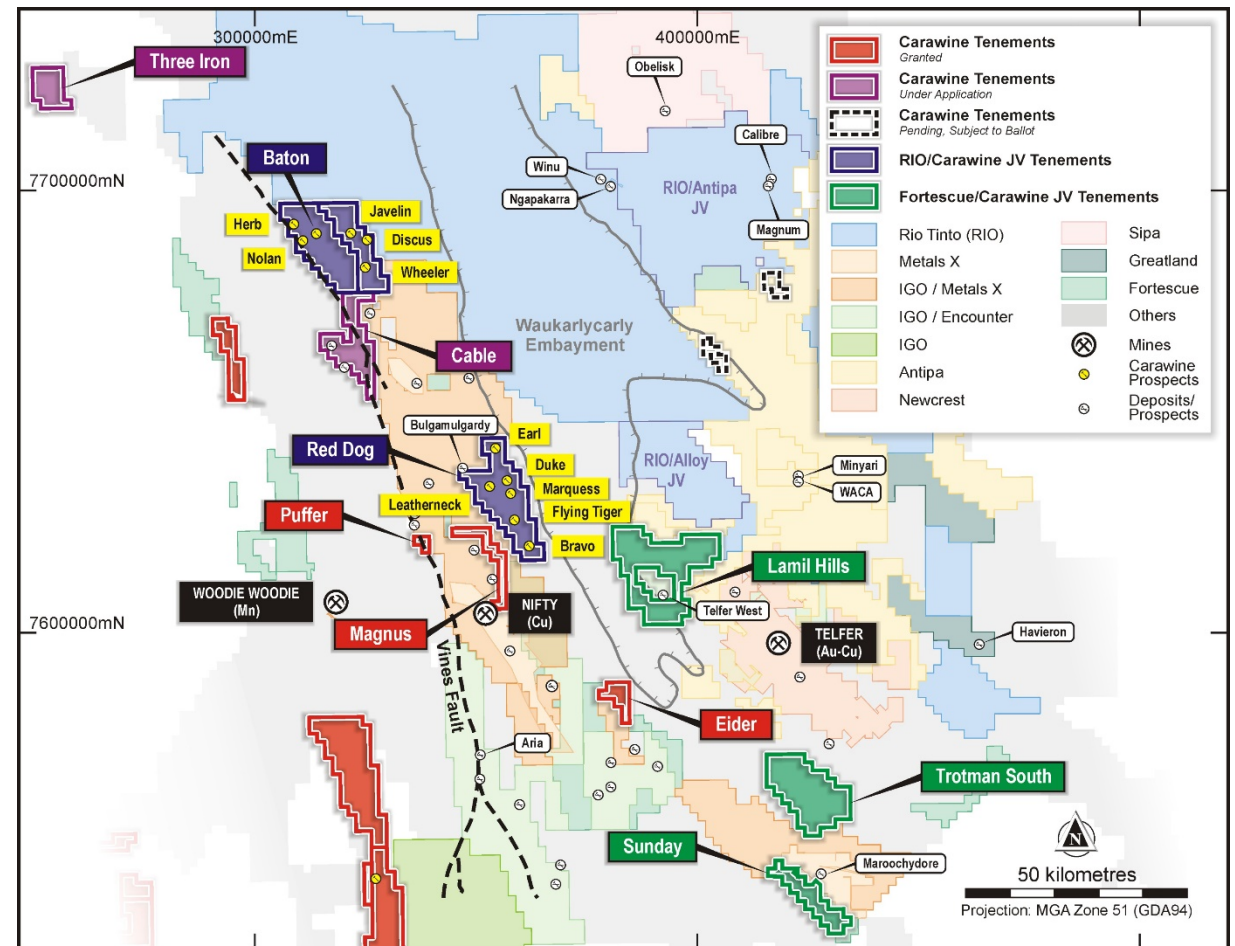 300000mE
400000mE
Three Iron
Obelisk
Carawine Tenements
Granted
Carawine Tenements
Under Application
Carawine Tenements
Pending, Subject to Ballot
RIO/Carawine JV Tenements
Fortescue/Carawine JV Tenements
Rio Tinto (RIO)
Metals X
IGO / Metals X
IGO / Encounter
IGO
Antipa
Newcrest
Sipa
Greatland
Fortescue
Others
Mines
Carawine
Prospects
Deposits/
Prospects
Calibre
Baton
Winu
Ngapakarra
RIO/Antipa
JV
Magnum
7700000mN
Herb
Javelin
Nolan
Discus
Wheeler
Waukarlycarly
Embayment
Cable
Bulgamulgardy
Earl
Red Dog
Duke
Marquess
Leatherneck
Flying Tiger
Bravo
RIO/Alloy
JV
Minyari
WACA
Puffer
Lamil Hills
WOODIE WOODIE
(Mn)
NIFTY
(Cu)
Telfer West
Magnus
7600000mN
TELFER
(Au-Cu)
Havieron
Vines Fault
Eider
Aria
Trotman South
Sunday
Maroochydore
N
50 kilometres
Projection: MGA Zone 51 (GDA94)